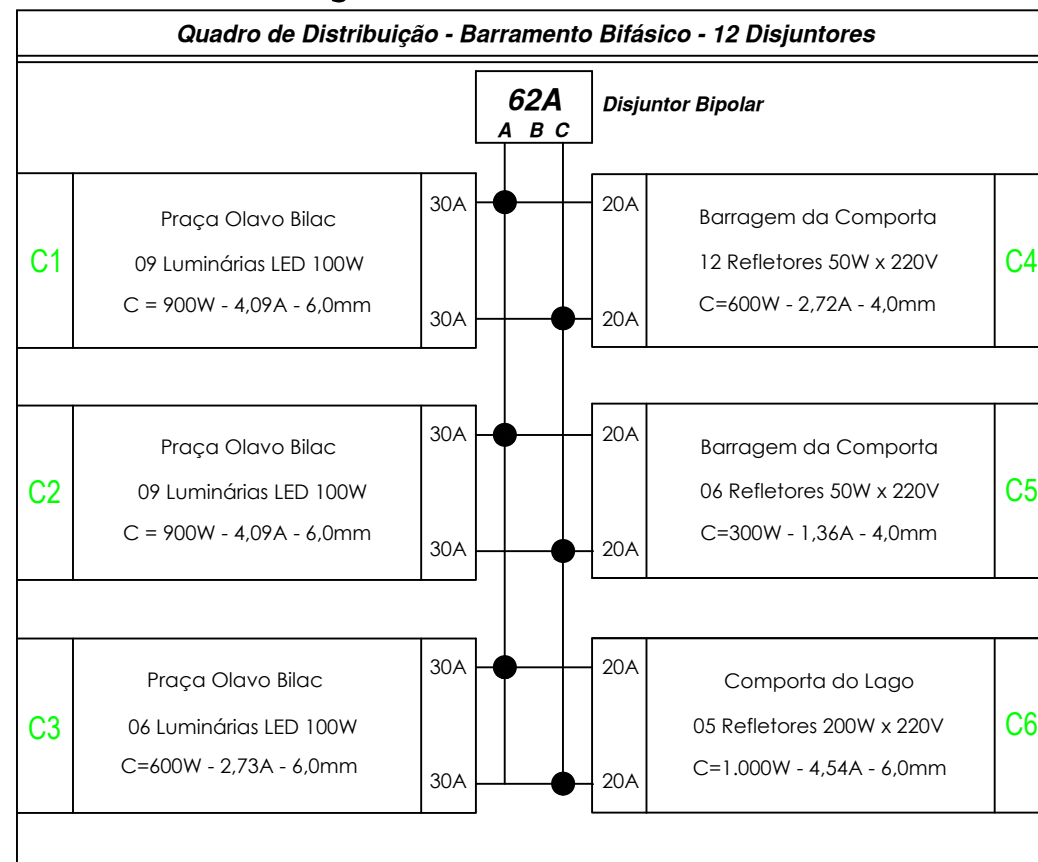 Quadro de Distribuição - Barramento Bifásico - 12 Disjuntores
62A
A B C
Disjuntor Bipolar
C1
Praça Olavo Bilac
09 Luminárias LED 100W
C = 900W - 4,09A - 6,0mm
30A
30A
20A
20A
Barragem da Comporta
12 Refletores 50W x 220V
C=600W - 2,72A - 4,0mm
C4
C2
Praça Olavo Bilac
09 Luminárias LED 100W
C = 900W - 4,09A - 6,0mm
30A
30A
20A
20A
Barragem da Comporta
06 Refletores 50W x 220V
C=300W - 1,36A - 4,0mm
C5
C3
Praça Olavo Bilac
06 Luminárias LED 100W
C=600W - 2,73A - 6,0mm
30A
30A
20A
20A
Comporta do Lago
05 Refletores 200W x 220V
C=1.000W - 4,54A - 6,0mm
C6